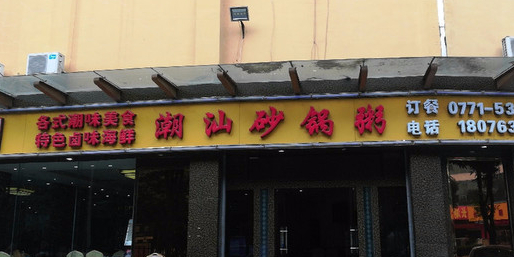 各式潮味美食
特色卤味海鲜
潮汕砂锅粥
订餐 0771-53
电话 180763